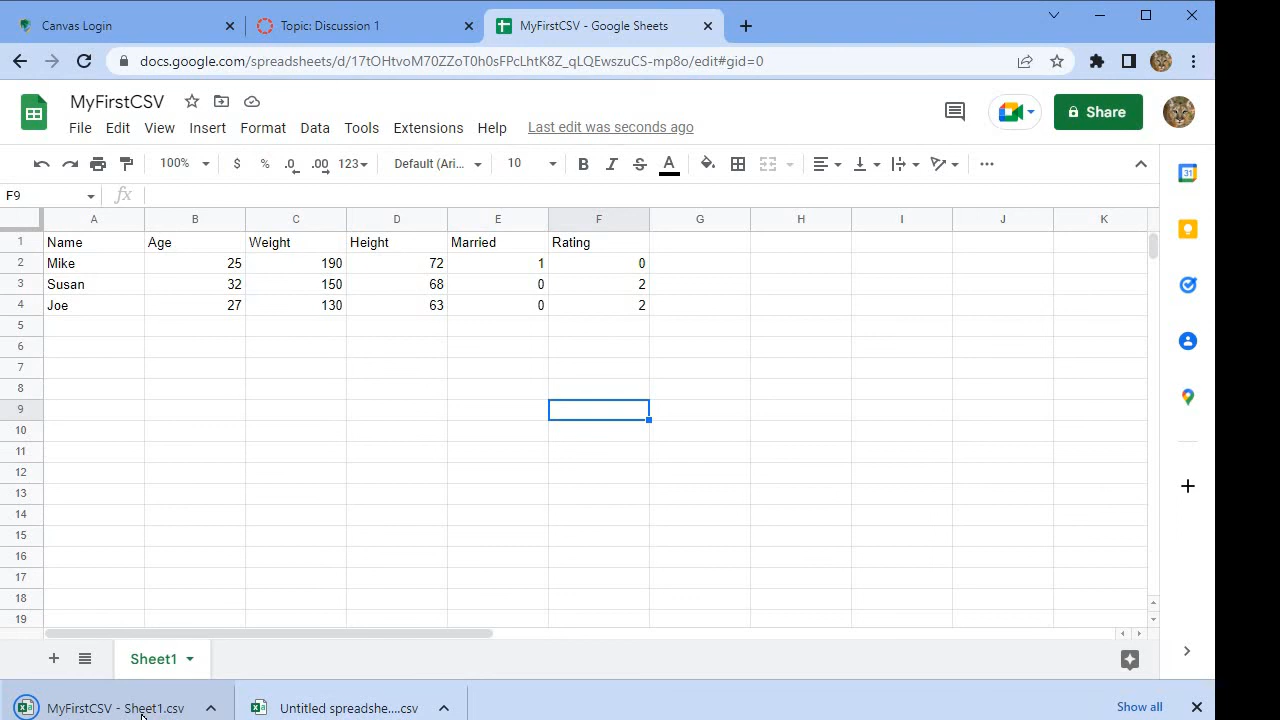 Canvas Login
Topic: Discussion 1
MyFirstCSV - Google Sheets
docs.google.com/spreadsheets/d/17tOHtvoM70ZZoT0h0sFPcLhtK8Z_qLQEwszuCS-mp8o/edit#gid=0
MyFirstCSV
File Edit View Insert Format Data Tools Extensions Help Last edit was seconds ago
Share
100% $ % .0 .00 123 Default (Ari... 10 B I S A
31
F9 fx
A B C D E F G H I J K
1 Name Age Weight Height Married Rating
2 Mike 25 190 72 1 0
3 Susan 32 150 68 0 2
4 Joe 27 130 63 0 2
5
6
7
8
9
10
11
12
13
14
15
16
17
18
19
Sheet1
MyFirstCSV - Sheet1.csv
Untitled spreadshe....csv
Show all